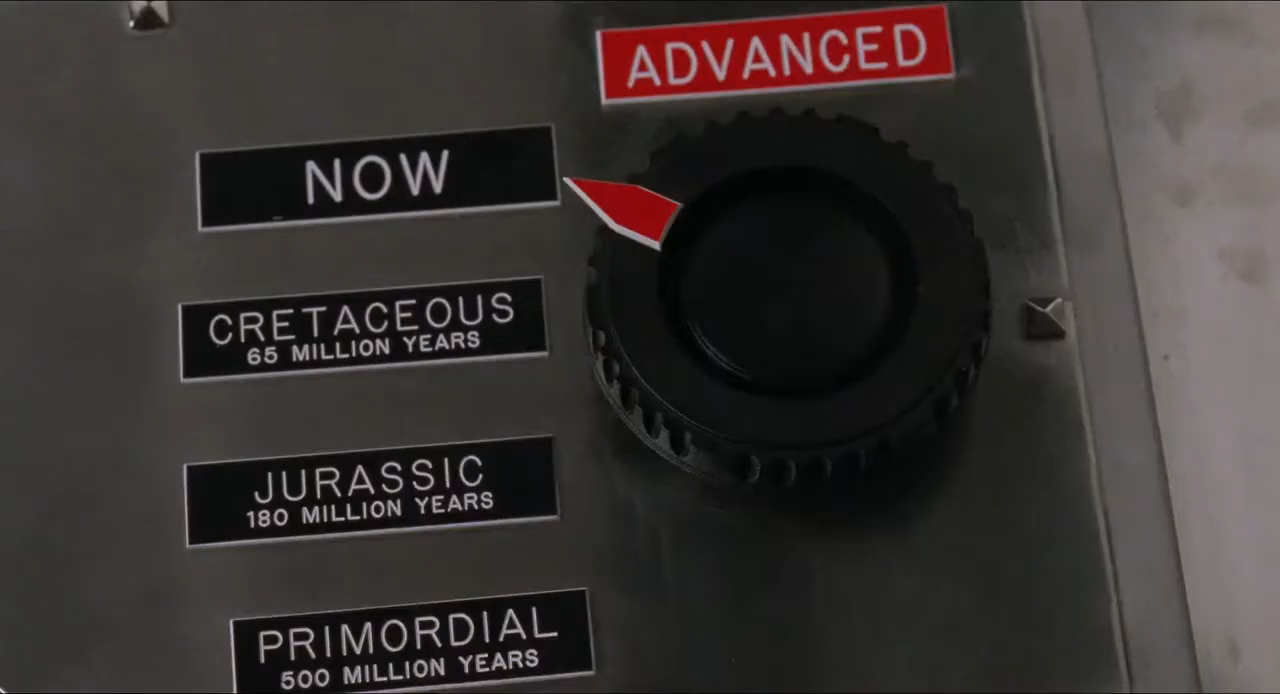 ADVANCED
NOW
CRETACEOUS
65 MILLION YEARS
JURASSIC
180 MILLION YEARS
PRIMORDIAL
500 MILLION YEARS